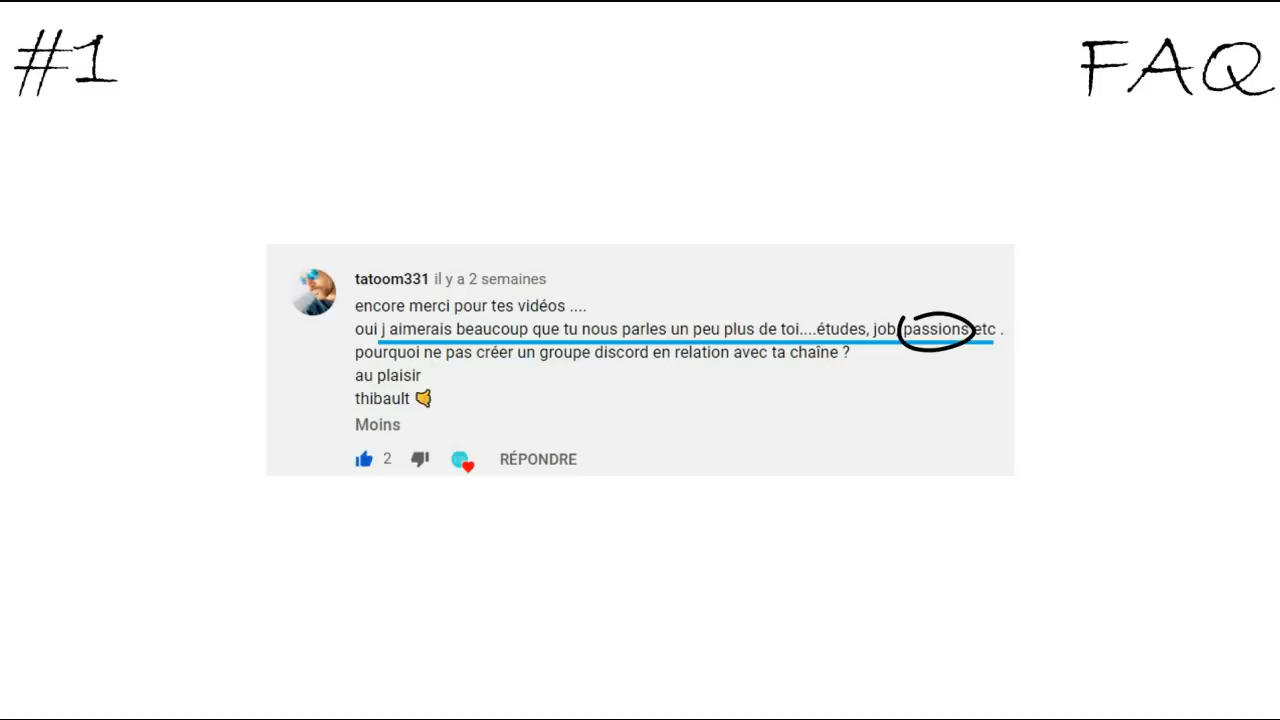 #1
FAQ
tatoom331 il y a 2 semaines
encore merci pour tes vidéos ....
oui j aimerais beaucoup que tu nous parles un peu plus de toi....études, job, passions etc .
pourquoi ne pas créer un groupe discord en relation avec ta chaîne ?
au plaisir
thibault
Moins
2 RÉPONDRE